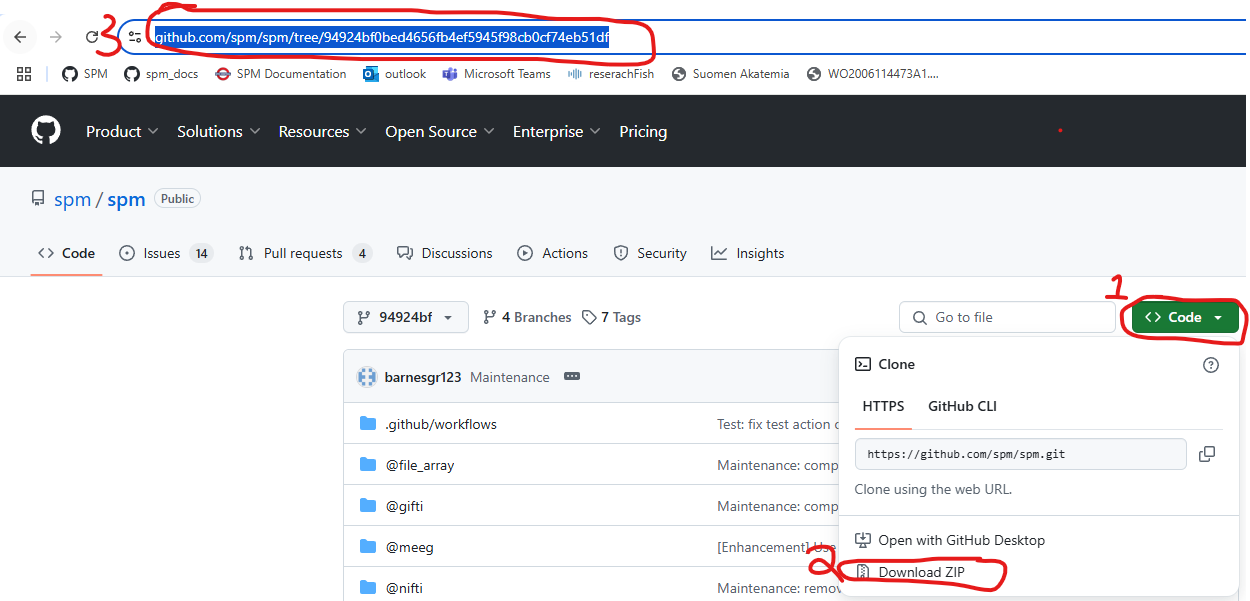 3
github.com/spm/spm/tree/94924bf0bed4656fb4ef5945f98cb0cf74eb51df
SPM spm_docs SPM Documentation outlook Microsoft Teams reserachFish Suomen Akatemia WO2006114473A1....
Product Solutions Resources Open Source Enterprise Pricing
spm / spm Public
Code Issues 14 Pull requests 4 Discussions Actions Security Insights
1
94924bf 4 Branches 7 Tags Go to file Code
barnesgr123 Maintenance
Clone
HTTPS GitHub CLI
.github/workflows Test: fix test action
https://github.com/spm/spm.git
@file_array Maintenance: comp
Clone using the web URL.
@gifti Maintenance: comp
Open with GitHub Desktop
@meeg [Enhancement] Use
2
Download ZIP
@nifti Maintenance: remov